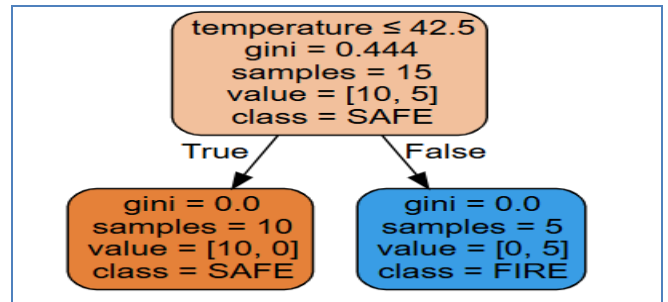 temperature ≤ 42.5
gini = 0.444
samples = 15
value = [10, 5]
class = SAFE
True
False
gini = 0.0
samples = 10
value = [10, 0]
class = SAFE
gini = 0.0
samples = 5
value = [0, 5]
class = FIRE